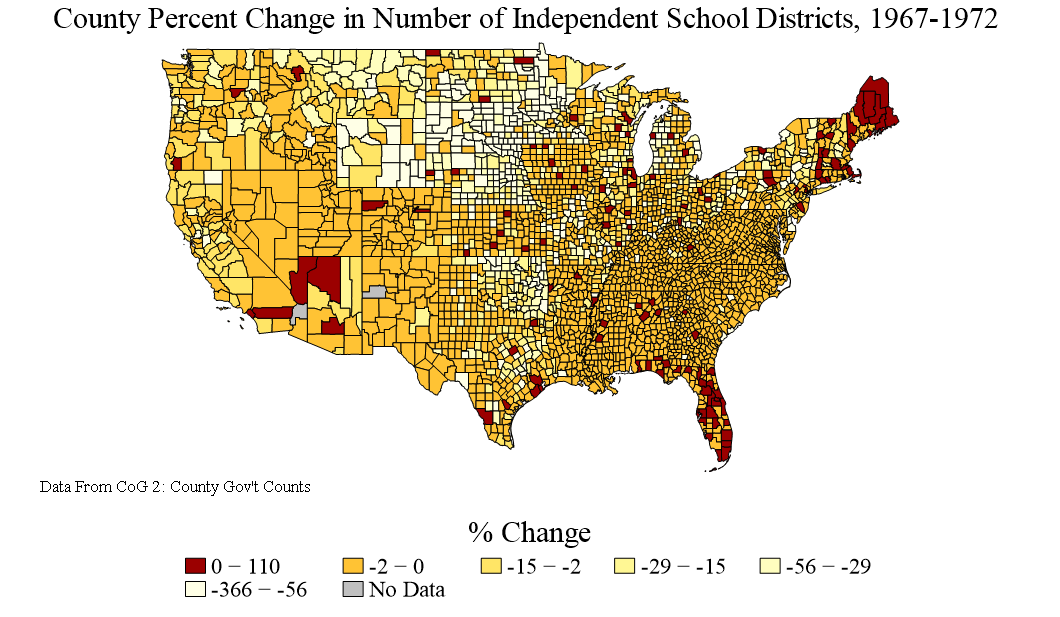 County Percent Change in Number of Independent School Districts, 1967-1972
Data From CoG 2: County Gov't Counts
% Change
0 − 110 -2 − 0 -15 − -2 -29 − -15 -56 − -29
-366 − -56 No Data